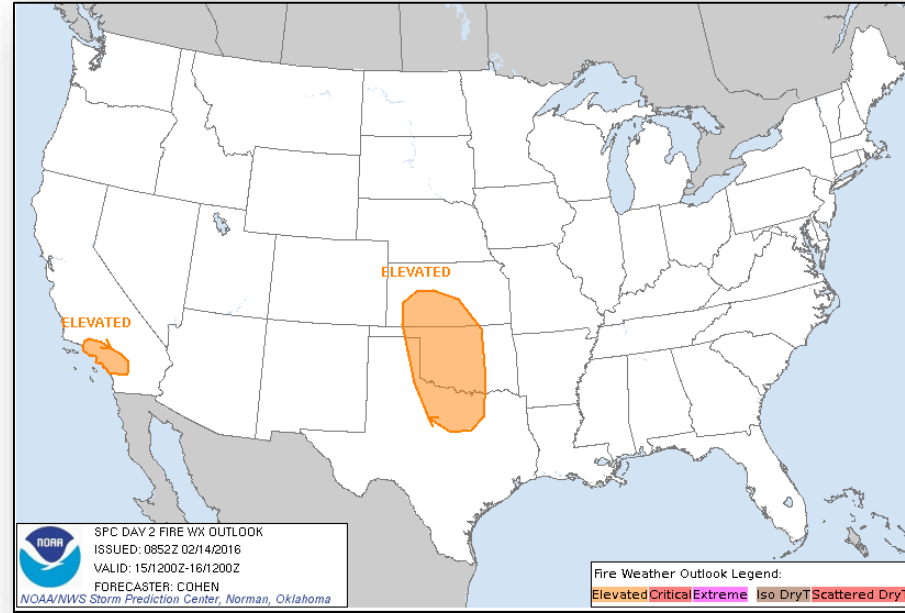 ELEVATED
ELEVATED
SPC DAY 2 FIRE WX OUTLOOK
ISSUED: 0852Z 02/14/2016
VALID: 15/1200Z-16/1200Z
FORECASTER: COHEN
NOAA/NWS Storm Prediction Center, Norman, Oklahoma
NOAA
Fire Weather Outlook Legend:
Elevated Critical Extreme Iso DryT Scattered DryT